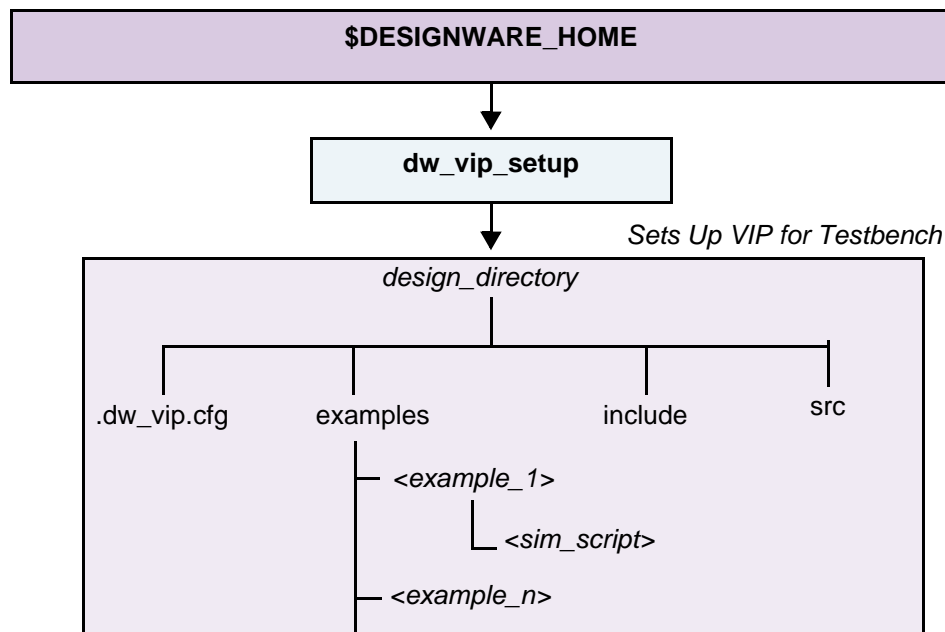 $DESIGNWARE_HOME
dw_vip_setup
Sets Up VIP for Testbench
design_directory
.dw_vip.cfg
examples
include
src
<example_1>
<sim_script>
<example_n>